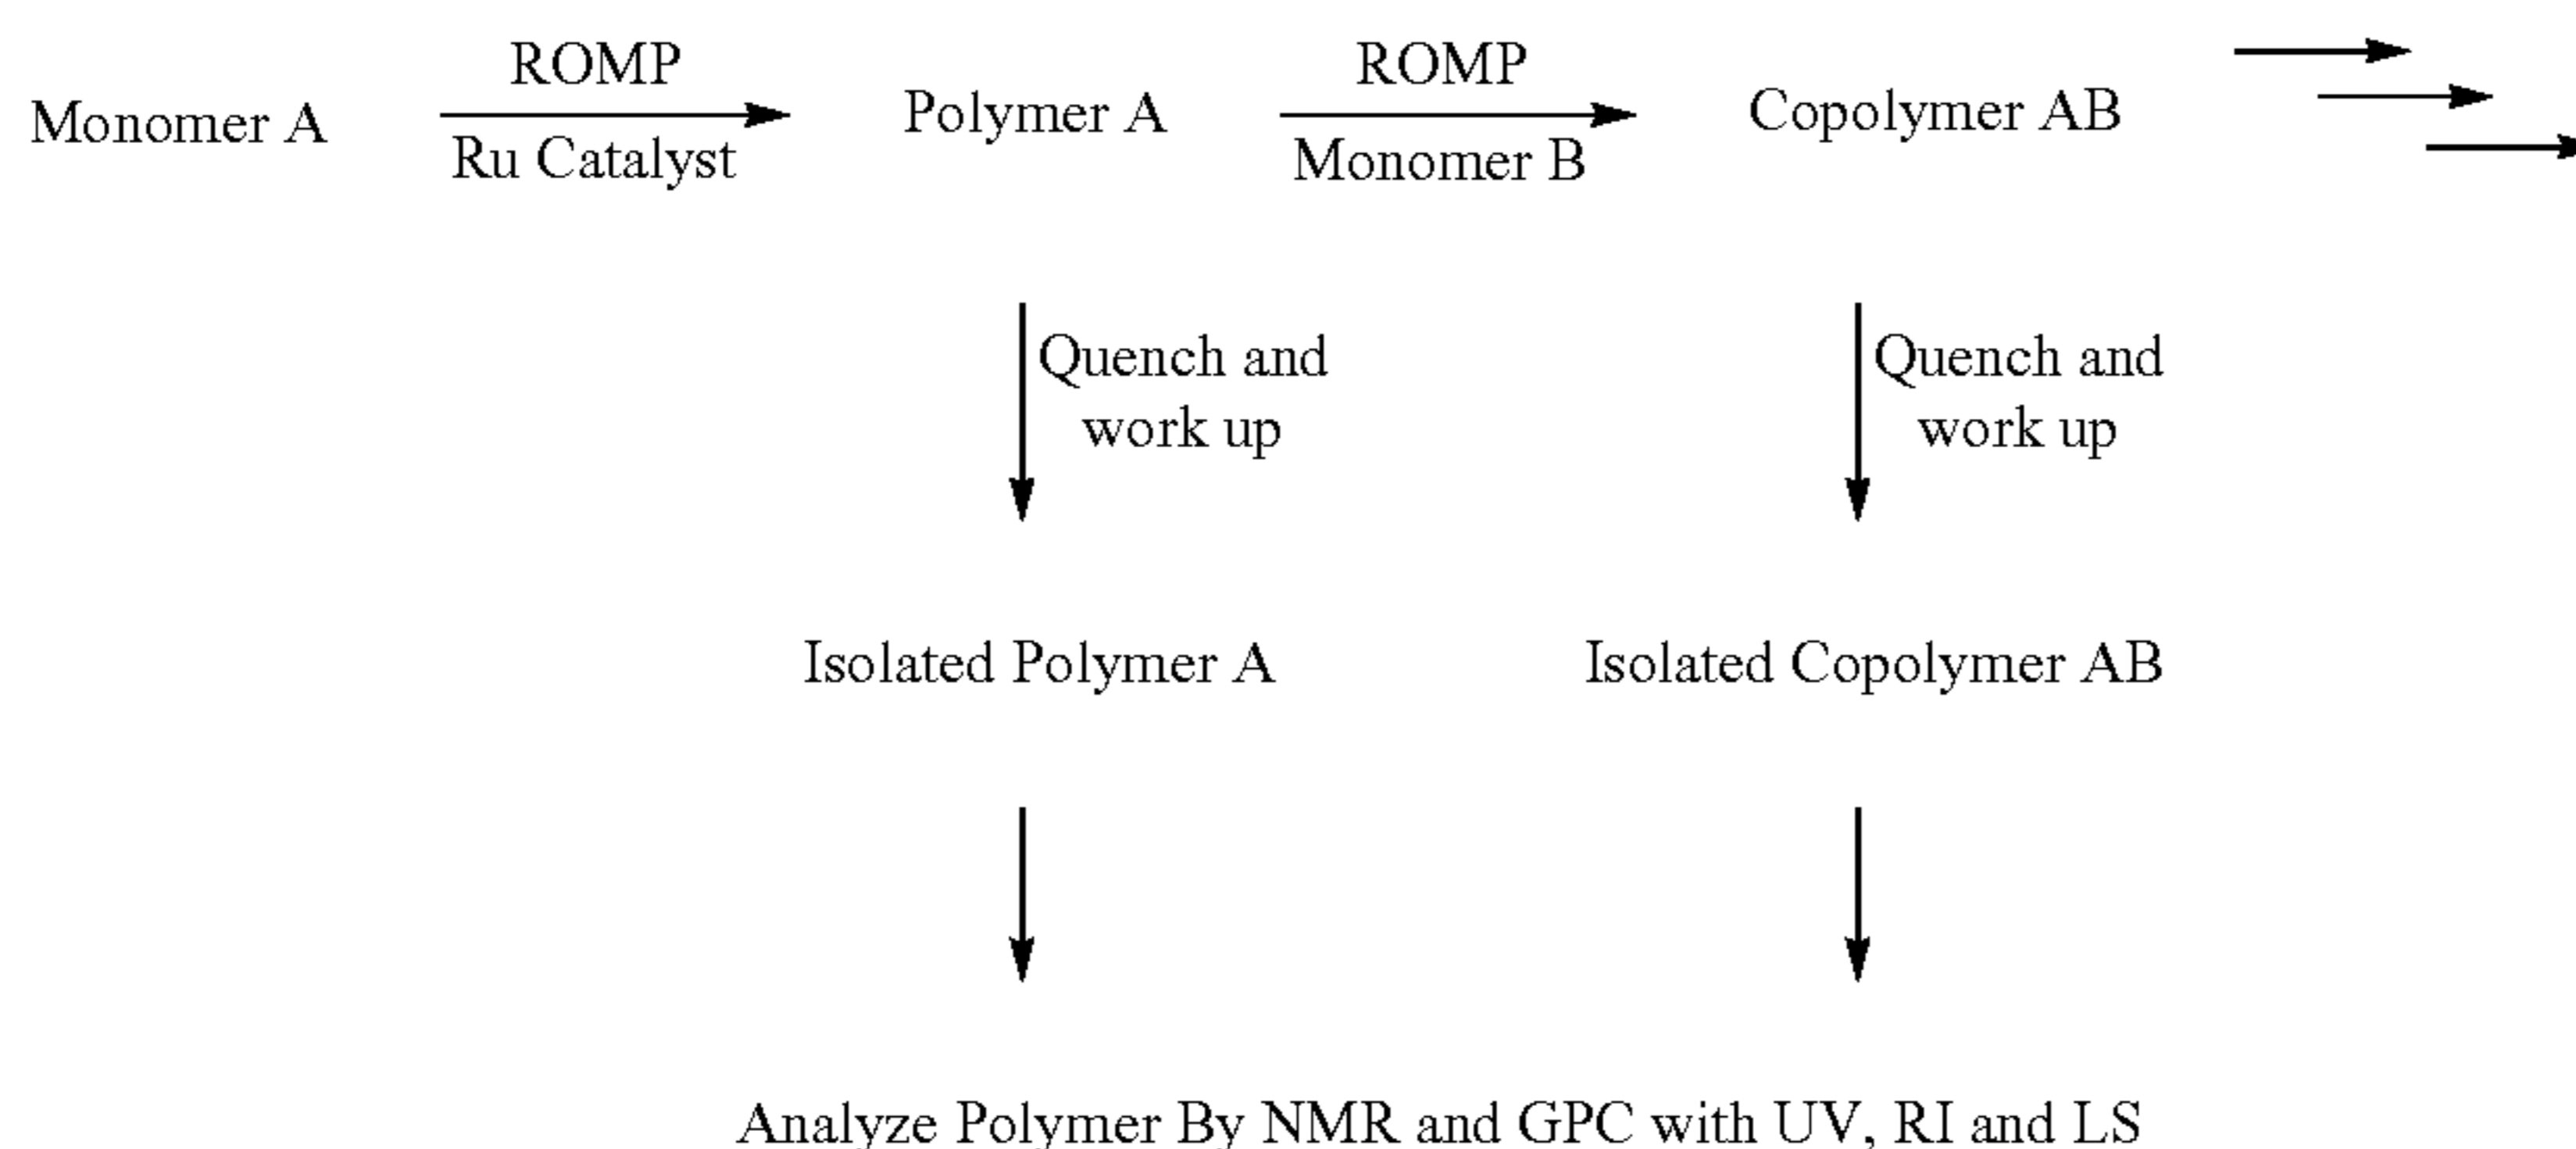 Monomer A
ROMP
Ru Catalyst
Polymer A
ROMP
Monomer B
Copolymer AB
Quench and
work up
Quench and
work up
Isolated Polymer A
Isolated Copolymer AB
Analyze Polymer By NMR and GPC with UV, RI and LS